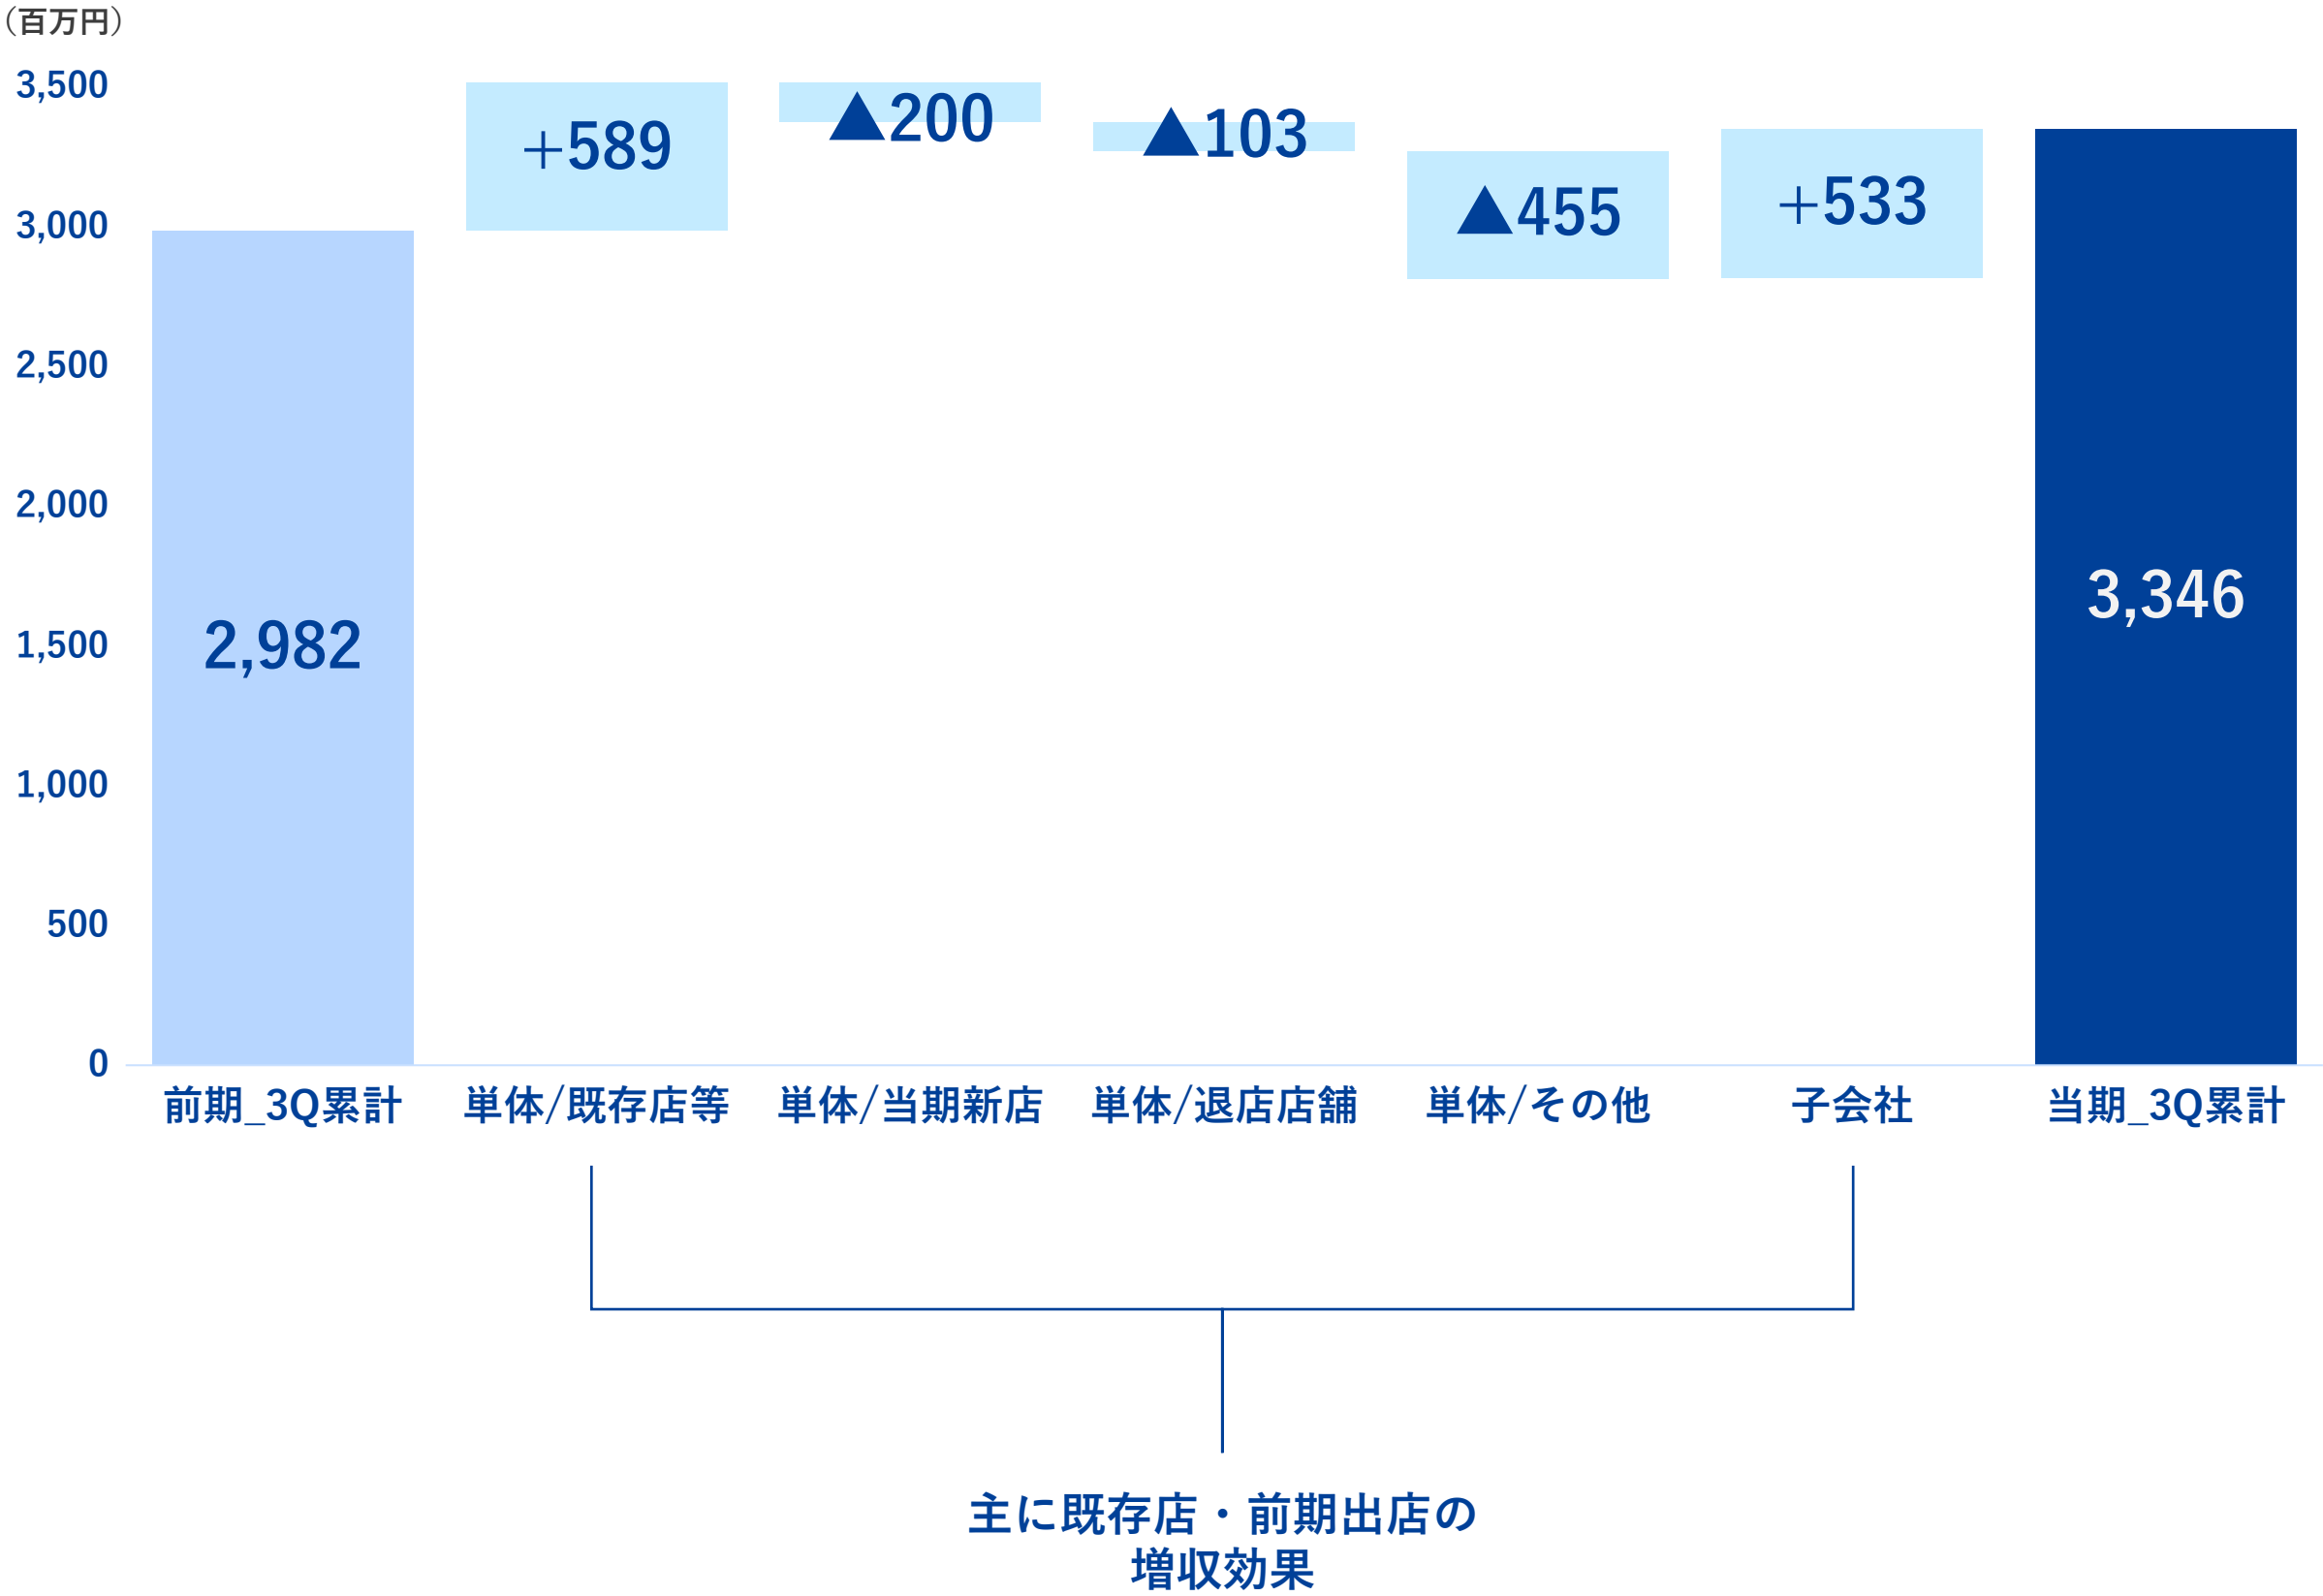 （百万円）
3,500
3,000
2,500
2,000
1,500
1,000
500
0
2,982
+589
▲200
▲103
▲455
+533
3,346
前期_3Q累計
単体/既存店等
単体/当期新店
単体/退店店舗
単体/その他
子会社
当期_3Q累計
主に既存店・前期出店の
増収効果